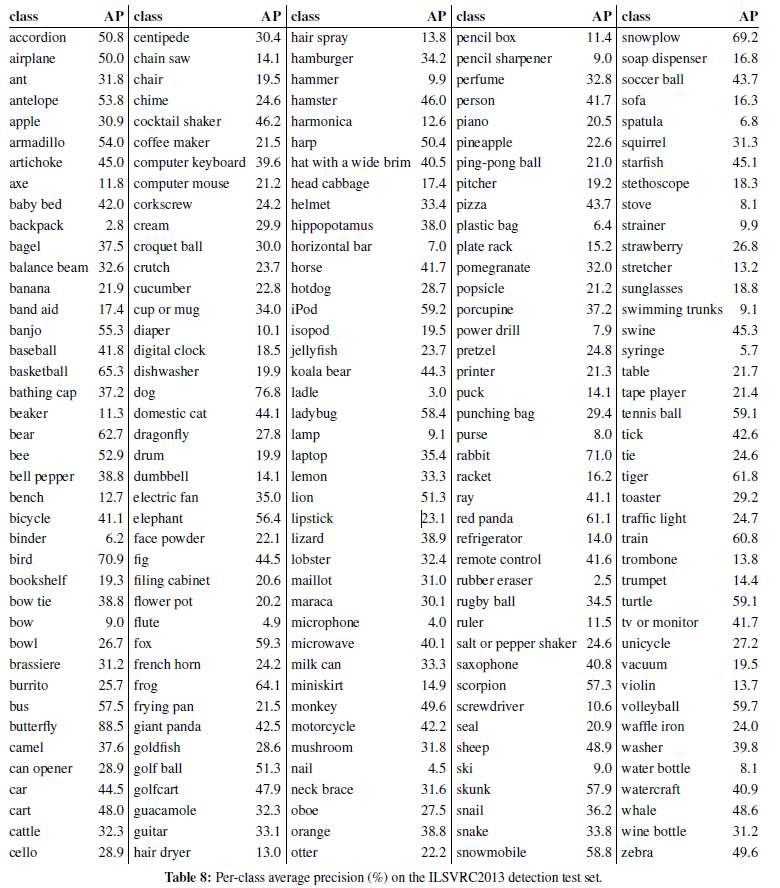 class AP class AP class AP class AP class AP
accordion 50.8 centipede 30.4 hair spray 13.8 pencil box 11.4 snowplow 69.2
airplane 50.0 chain saw 14.1 hamburger 34.2 pencil sharpener 9.0 soap dispenser 16.8
ant 31.8 chair 19.5 hammer 9.9 perfume 32.8 soccer ball 43.7
antelope 53.8 chime 24.6 hamster 46.0 person 41.7 sofa 16.3
apple 30.9 cocktail shaker 46.2 harmonica 12.6 piano 20.5 spatula 6.8
armadillo 54.0 coffee maker 21.5 harp 50.4 pineapple 22.6 squirrel 31.3
artichoke 45.0 computer keyboard 39.6 hat with a wide brim 40.5 ping-pong ball 21.0 starfish 45.1
axe 11.8 computer mouse 21.2 head cabbage 17.4 pitcher 19.2 stethoscope 18.3
baby bed 42.0 corkscrew 24.2 helmet 33.4 pizza 43.7 stove 8.1
backpack 2.8 cream 29.9 hippopotamus 38.0 plastic bag 6.4 strainer 9.9
bagel 37.5 croquet ball 30.0 horizontal bar 7.0 plate rack 15.2 strawberry 26.8
balance beam 32.6 crutch 23.7 horse 41.7 pomegranate 32.0 stretcher 13.2
banana 21.9 cucumber 22.8 hotdog 28.7 popsicle 21.2 sunglasses 18.8
band aid 17.4 cup or mug 34.0 iPod 59.2 porcupine 37.2 swimming trunks 9.1
banjo 55.3 diaper 10.1 isopod 19.5 power drill 7.9 swine 45.3
baseball 41.8 digital clock 18.5 jellyfish 23.7 pretzel 24.8 syringe 5.7
basketball 65.3 dishwasher 19.9 koala bear 44.3 printer 21.3 table 21.7
bathing cap 37.2 dog 76.8 ladle 3.0 puck 14.1 tape player 21.4
beaker 11.3 domestic cat 44.1 ladybug 58.4 punching bag 29.4 tennis ball 59.1
bear 62.7 dragonfly 27.8 lamp 9.1 purse 8.0 tick 42.6
bee 52.9 drum 19.9 laptop 35.4 rabbit 71.0 tie 24.6
bell pepper 38.8 dumbbell 14.1 lemon 33.3 racket 16.2 tiger 61.8
bench 12.7 electric fan 35.0 lion 51.3 ray 41.1 toaster 29.2
bicycle 41.1 elephant 56.4 lipstick 23.1 red panda 61.1 traffic light 24.7
binder 6.2 face powder 22.1 lizard 38.9 refrigerator 14.0 train 60.8
bird 70.9 fig 44.5 lobster 32.4 remote control 41.6 trombone 13.8
bookshelf 19.3 filing cabinet 20.6 maillot 31.0 rubber eraser 2.5 trumpet 14.4
bow tie 38.8 flower pot 20.2 maraca 30.1 rugby ball 34.5 turtle 59.1
bow 9.0 flute 4.9 microphone 4.0 ruler 11.5 tv or monitor 41.7
bowl 26.7 fox 59.3 microwave 40.1 salt or pepper shaker 24.6 unicycle 27.2
brassiere 31.2 french horn 24.2 milk can 33.3 saxophone 40.8 vacuum 19.5
burrito 25.7 frog 64.1 miniskirt 14.9 scorpion 57.3 violin 13.7
bus 57.5 frying pan 21.5 monkey 49.6 screwdriver 10.6 volleyball 59.7
butterfly 88.5 giant panda 42.5 motorcycle 42.2 seal 20.9 waffle iron 24.0
camel 37.6 goldfish 28.6 mushroom 31.8 sheep 48.9 washer 39.8
can opener 28.9 golf ball 51.3 nail 4.5 ski 9.0 water bottle 8.1
car 44.5 golfcart 47.9 neck brace 31.6 skunk 57.9 watercraft 40.9
cart 48.0 guacamole 32.3 oboe 27.5 snail 36.2 whale 48.6
cattle 32.3 guitar 33.1 orange 38.8 snake 33.8 wine bottle 31.2
cello 28.9 hair dryer 13.0 otter 22.2 snowmobile 58.8 zebra 49.6
Table 8: Per-class average precision (%) on the ILSVRC2013 detection test set.